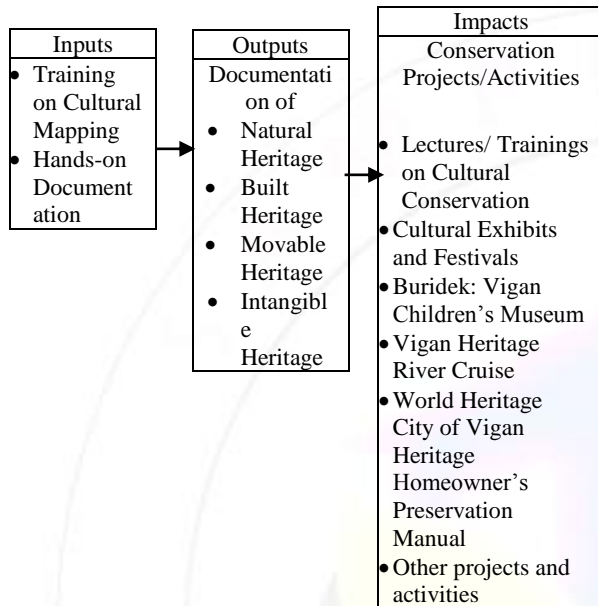 Inputs
• Training
on Cultural
Mapping
• Hands-on
Document
ation
Outputs
Documentati
on of
• Natural
Heritage
• Built
Heritage
• Movable
Heritage
• Intangibl
e
Heritage
Impacts
Conservation
Projects/Activities
• Lectures/ Trainings
on Cultural
Conservation
• Cultural Exhibits
and Festivals
• Buridek: Vigan
Children's Museum
• Vigan Heritage
River Cruise
• World Heritage
City of Vigan
Heritage
Homeowner's
Preservation
Manual
• Other projects and
activities